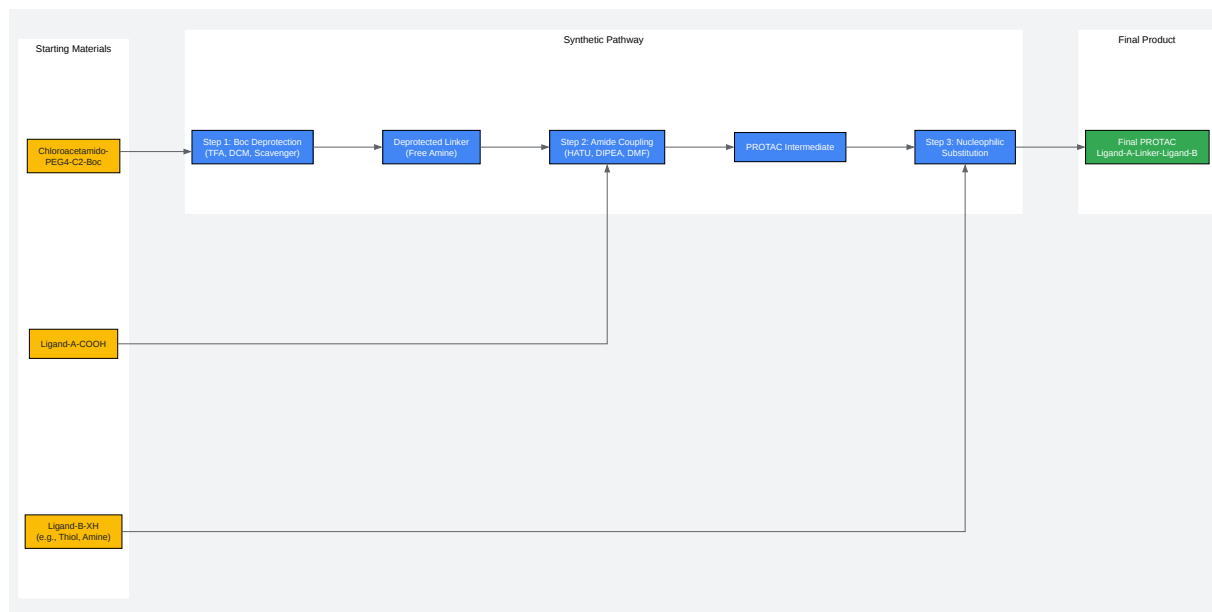 Starting Materials
Synthetic Pathway
Final Product
Chloroacetamido-
PEG4-C2-Boc
Step 1: Boc Deprotection
(TFA, DCM, Scavenger)
Deprotected Linker
(Free Amine)
Step 2: Amide Coupling
(HATU, DIPEA, DMF)
PROTAC Intermediate
Step 3: Nucleophilic
Substitution
Final PROTAC
Ligand-A-Linker-Ligand-B
Ligand-A-COOH
Ligand-B-XH
(e.g., Thiol, Amine)